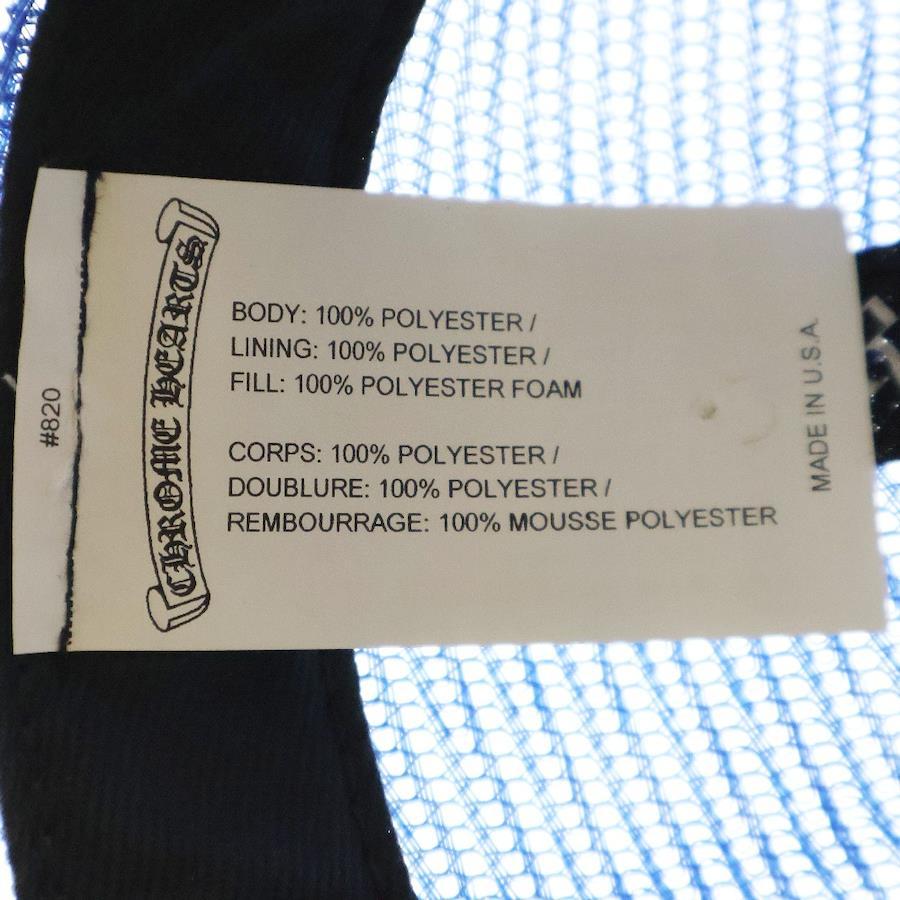 #820
CHROME HEARTS
BODY: 100% POLYESTER /
LINING: 100% POLYESTER /
FILL: 100% POLYESTER FOAM
CORPS: 100% POLYESTER /
DOUBLURE: 100% POLYESTER /
REMBOURRAGE: 100% MOUSSE POLYESTER
MADE IN U.S.A.